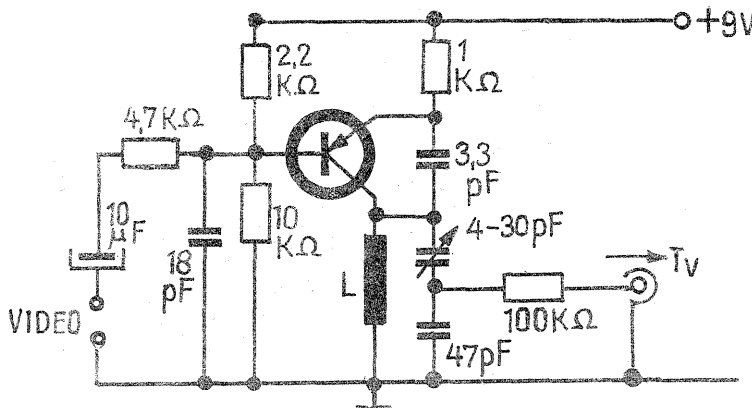 +9V
2,2
KΩ
1
KΩ
4,7KΩ
3,3
pF
10
μF
18
pF
10
KΩ
4-30pF
L
Tv
VIDEO
100KΩ
47pF